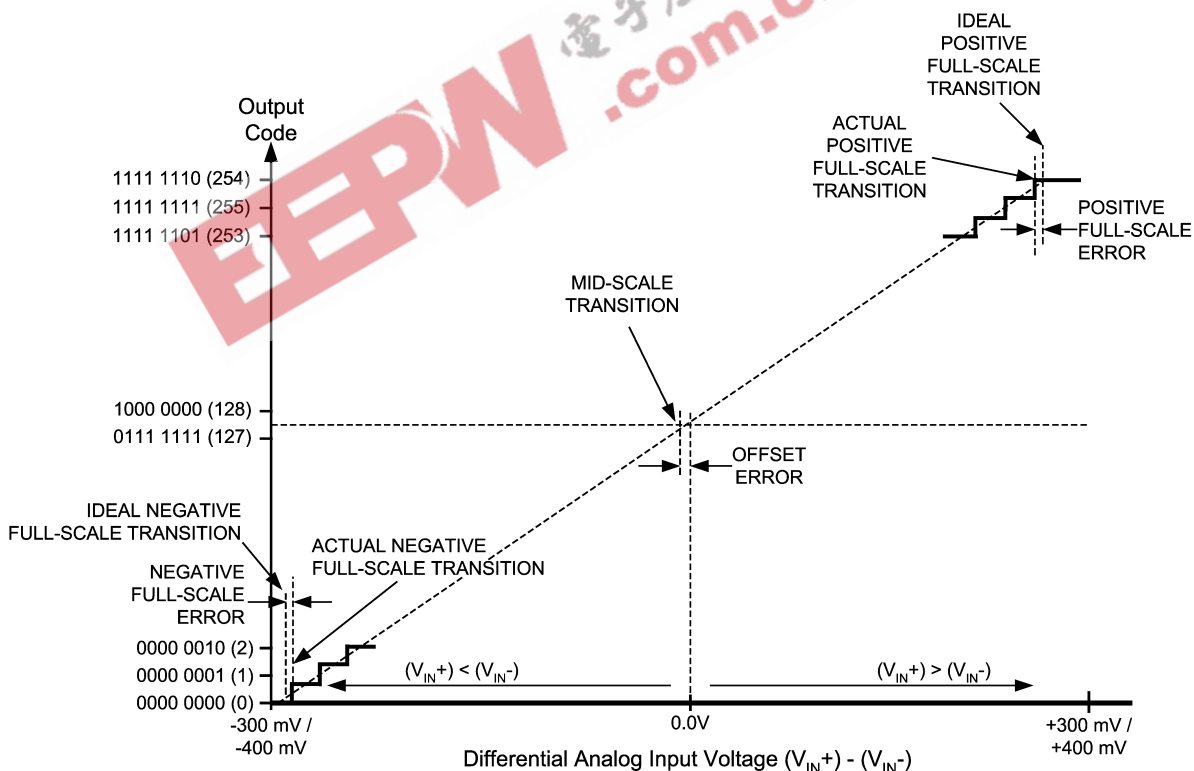 EEPW
.com.c
IDEAL
POSITIVE
FULL-SCALE
TRANSITION
ACTUAL
POSITIVE
FULL-SCALE
TRANSITION
POSITIVE
FULL-SCALE
ERROR
Output
Code
1111 1110 (254)
1111 1111 (255)
1111 1101 (253)
MID-SCALE
TRANSITION
1000 0000 (128)
0111 1111 (127)
OFFSET
ERROR
IDEAL NEGATIVE
FULL-SCALE TRANSITION
ACTUAL NEGATIVE
FULL-SCALE TRANSITION
NEGATIVE
FULL-SCALE
ERROR
0000 0010 (2)
0000 0001 (1)
0000 0000 (0)
(VIN+) < (VIN-)
(VIN+) > (VIN-)
-300 mV /
-400 mV
0.0V
+300 mV /
+400 mV
Differential Analog Input Voltage (VIN+) - (VIN-)